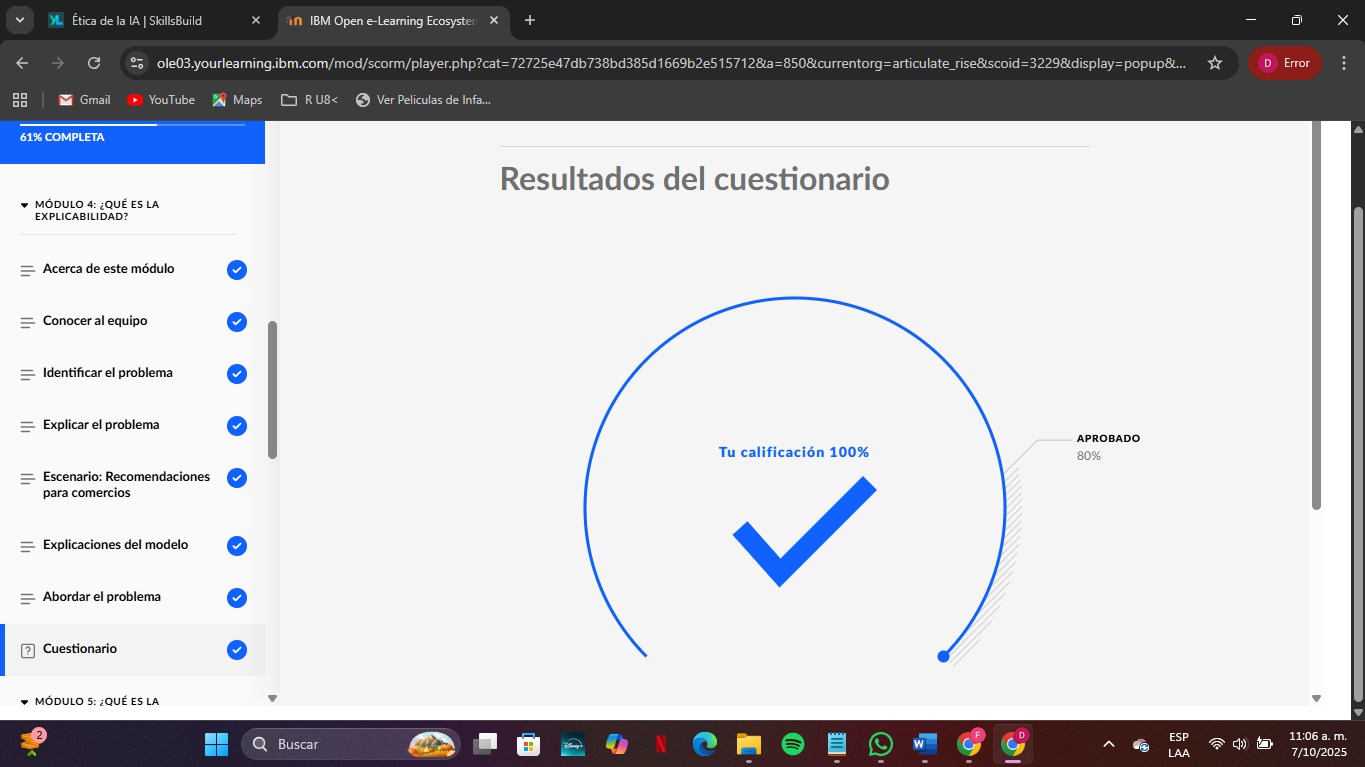 Ética de la IA | SkillsBuild
IBM Open e-Learning Ecosystem
ole03.yourlearning.ibm.com/mod/scorm/player.php?cat=72725e47db738bd385d1669b2e515712&a=850&currentorg=articulate_rise&scoid=3229&display=popup&...
D
Error
Gmail
YouTube
Maps
R U8<
Ver Peliculas de Infa...
61% COMPLETA
MÓDULO 4: ¿QUÉ ES LA
EXPLICABILIDAD?
Acerca de este módulo
Conocer al equipo
Identificar el problema
Explicar el problema
Escenario: Recomendaciones
para comercios
Explicaciones del modelo
Abordar el problema
Cuestionario
MÓDULO 5: ¿QUÉ ES LA
Resultados del cuestionario
Tu calificación 100%
APROBADO
80%
2
Buscar
Disney+
N
W
F
D
ESP
LAA
11:06 a. m.
7/10/2025